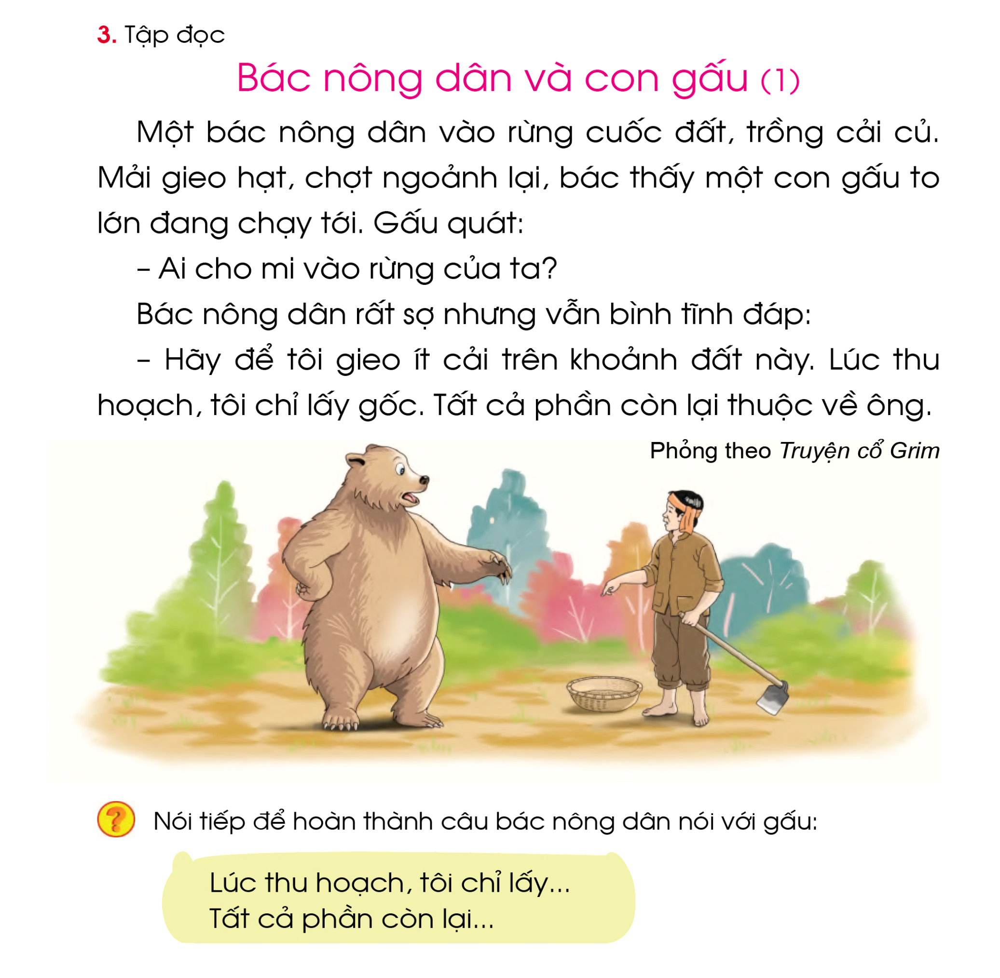 3. Tập đọc
Bác nông dân và con gấu (1)
Một bác nông dân vào rừng cuốc đất, trồng cải củ.
Mải gieo hạt, chợt ngoảnh lại, bác thấy một con gấu to
lớn đang chạy tới. Gấu quát:
– Ai cho mi vào rừng của ta?
Bác nông dân rất sợ nhưng vẫn bình tĩnh đáp:
– Hãy để tôi gieo ít cải trên khoảnh đất này. Lúc thu
hoạch, tôi chỉ lấy gốc. Tất cả phần còn lại thuộc về ông.
Phỏng theo Truyện cổ Grim
? Nói tiếp để hoàn thành câu bác nông dân nói với gấu:
Lúc thu hoạch, tôi chỉ lấy...
Tất cả phần còn lại...